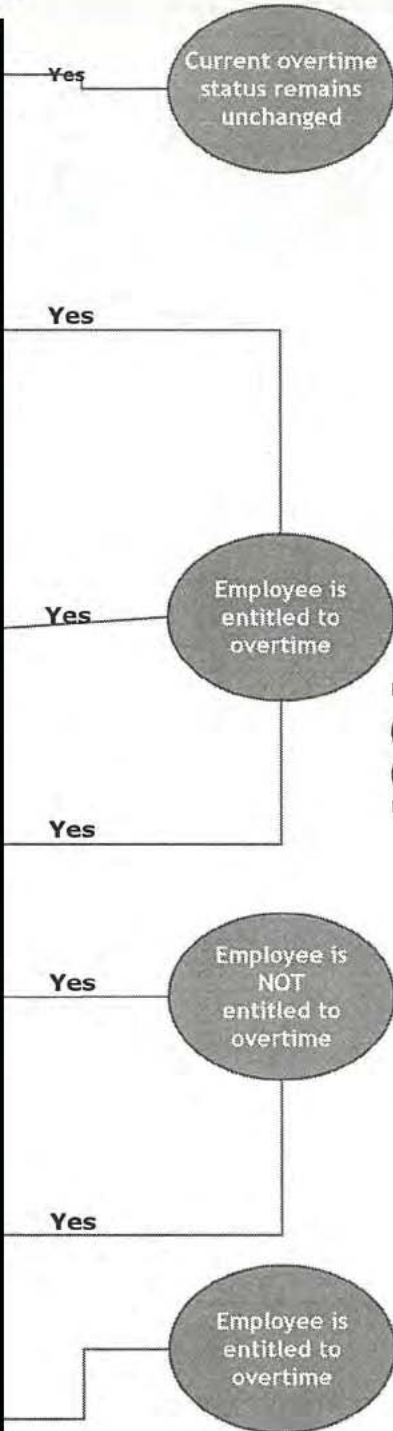 Yes
Current overtime
status remains
unchanged
Yes
Yes
Employee is
entitled to
overtime
Yes
Yes
Employee is
NOT
entitled to
overtime
Yes
Employee is
entitled to
overtime